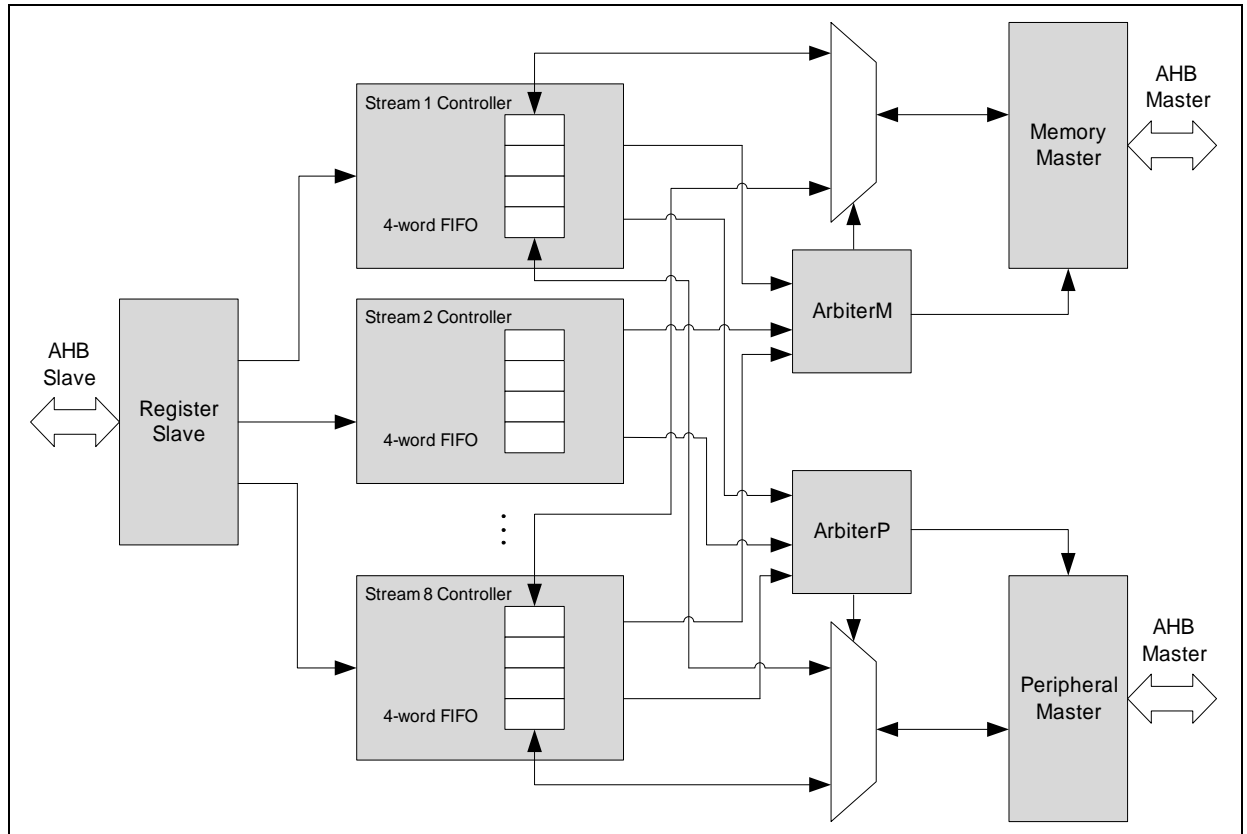 Stream 1 Controller
4-word FIFO
Stream 2 Controller
4-word FIFO
⋮
Stream 8 Controller
4-word FIFO
AHB
Slave
Register
Slave
ArbiterM
ArbiterP
Memory
Master
AHB
Master
Peripheral
Master
AHB
Master